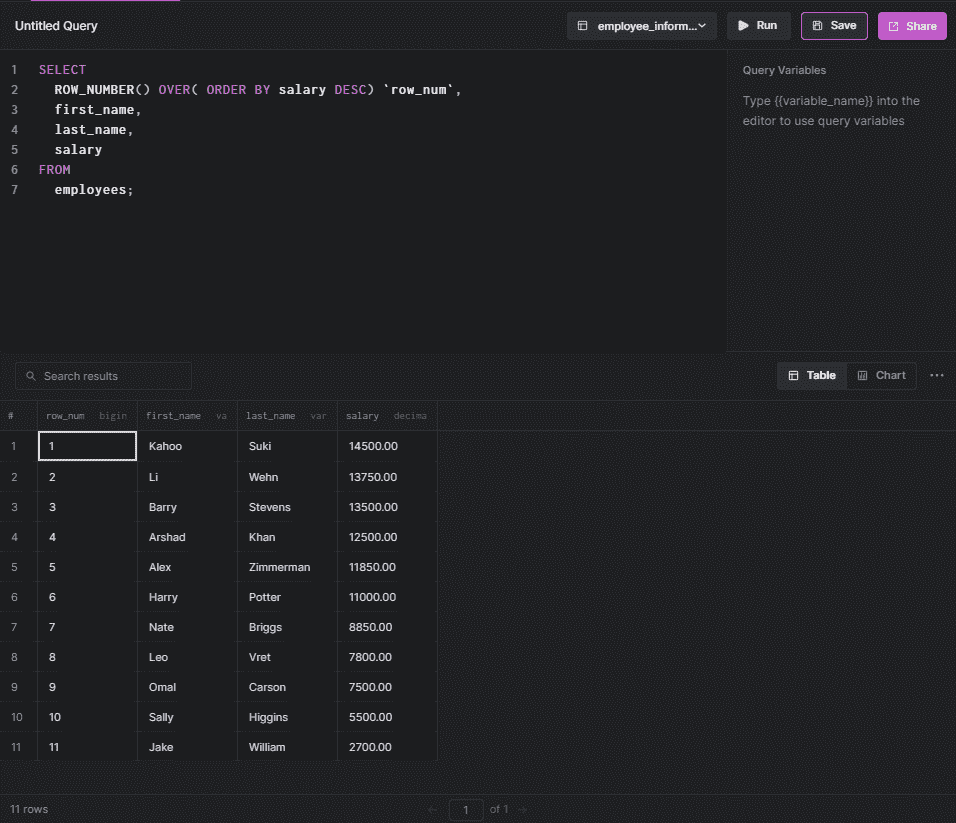 Untitled Query
employee_inform...
Run
Save
Share
1 SELECT
2 ROW_NUMBER() OVER( ORDER BY salary DESC) `row_num`,
3 first_name,
4 last_name,
5 salary
6 FROM
7 employees;
Query Variables
Type {{variable_name}} into the
editor to use query variables
Search results
Table
Chart
# row_num bigin first_name va last_name var salary decima
1 1 Kahoo Suki 14500.00
2 2 Li Wehn 13750.00
3 3 Barry Stevens 13500.00
4 4 Arshad Khan 12500.00
5 5 Alex Zimmerman 11850.00
6 6 Harry Potter 11000.00
7 7 Nate Briggs 8850.00
8 8 Leo Vret 7800.00
9 9 Omal Carson 7500.00
10 10 Sally Higgins 5500.00
11 11 Jake William 2700.00
11 rows
1 of 1